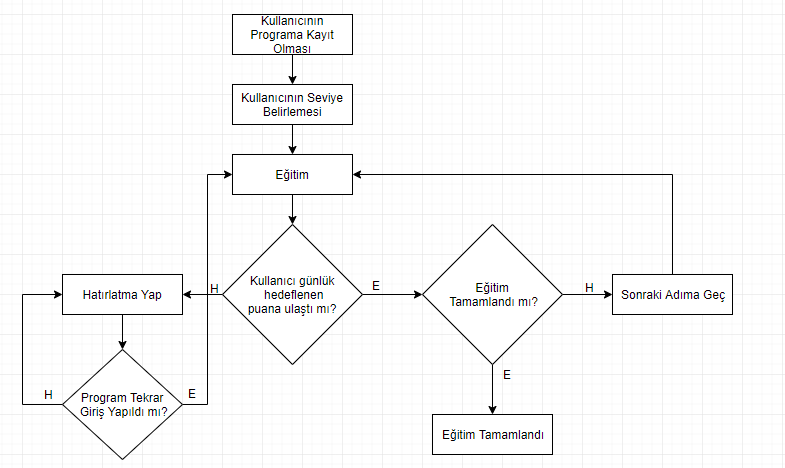 Kullanıcının
Programa Kayıt
Olması
Kullanıcının Seviye
Belirlemesi
Eğitim
Kullanıcı günlük
hedeflenen
puana ulaştı mı?
H
E
Hatırlatma Yap
Program Tekrar
Giriş Yapıldı mı?
H
E
Eğitim
Tamamlandı mı?
H
E
Sonraki Adıma Geç
Eğitim Tamamlandı